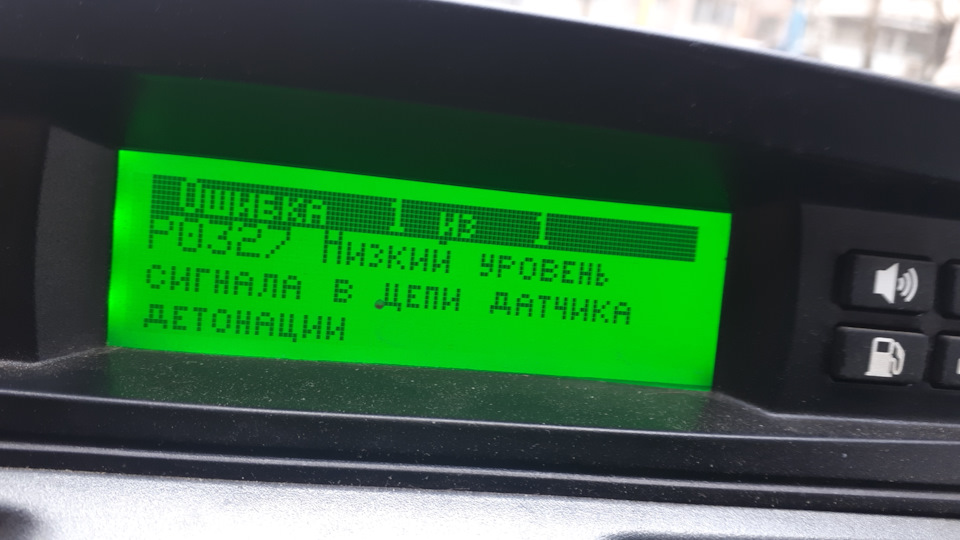 Ошибка 1 из 1
P0327 Низкий уровень
сигнала в цепи датчика
детонации